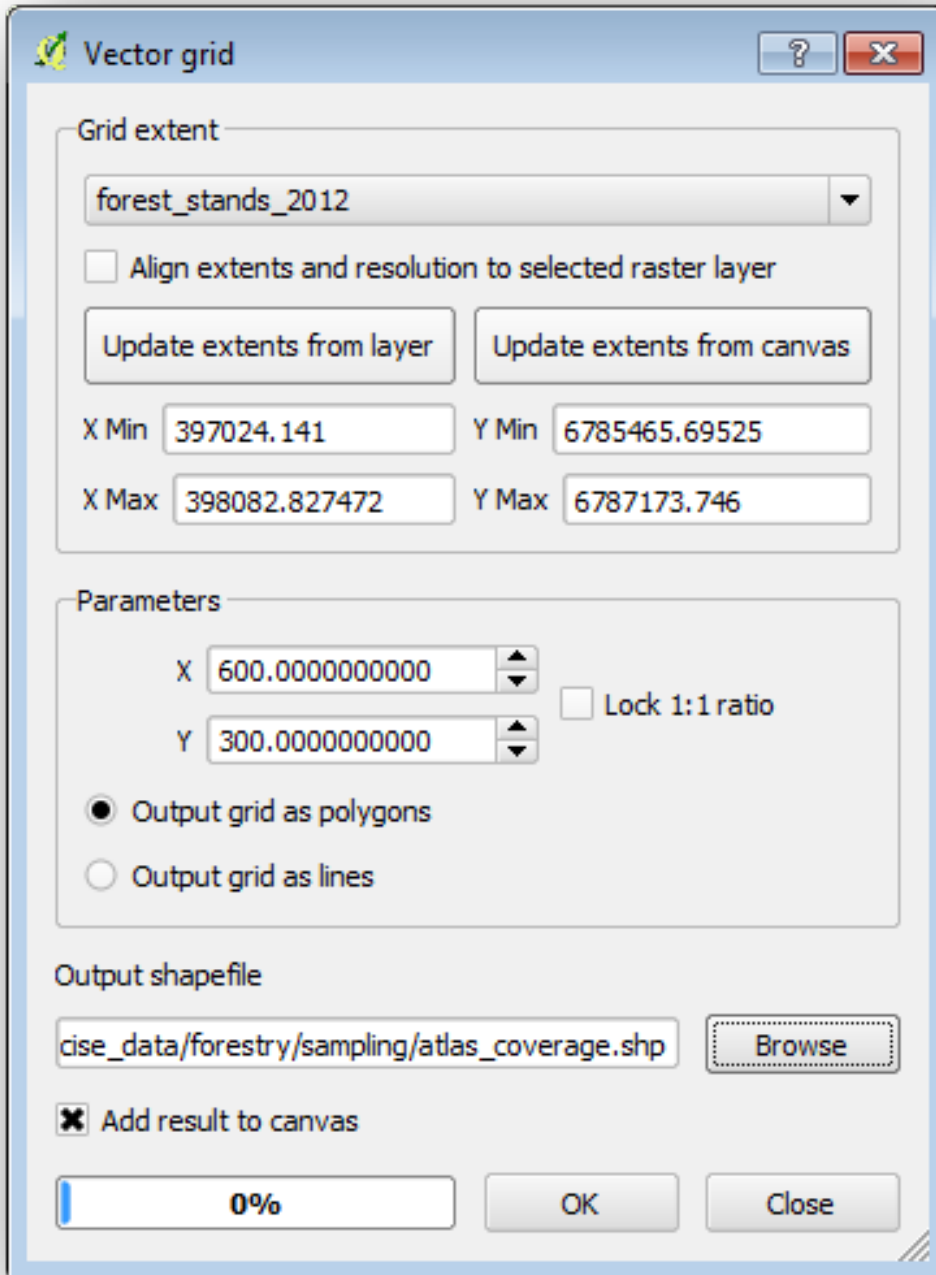 Vector grid
?
Grid extent
forest_stands_2012
Align extents and resolution to selected raster layer
Update extents from layer Update extents from canvas
X Min 397024.141 Y Min 6785465.69525
X Max 398082.827472 Y Max 6787173.746
Parameters
X 600.0000000000
Lock 1:1 ratio
Y 300.0000000000
Output grid as polygons
Output grid as lines
Output shapefile
cise_data/forestry/sampling/atlas_coverage.shp Browse
Add result to canvas
0% OK Close